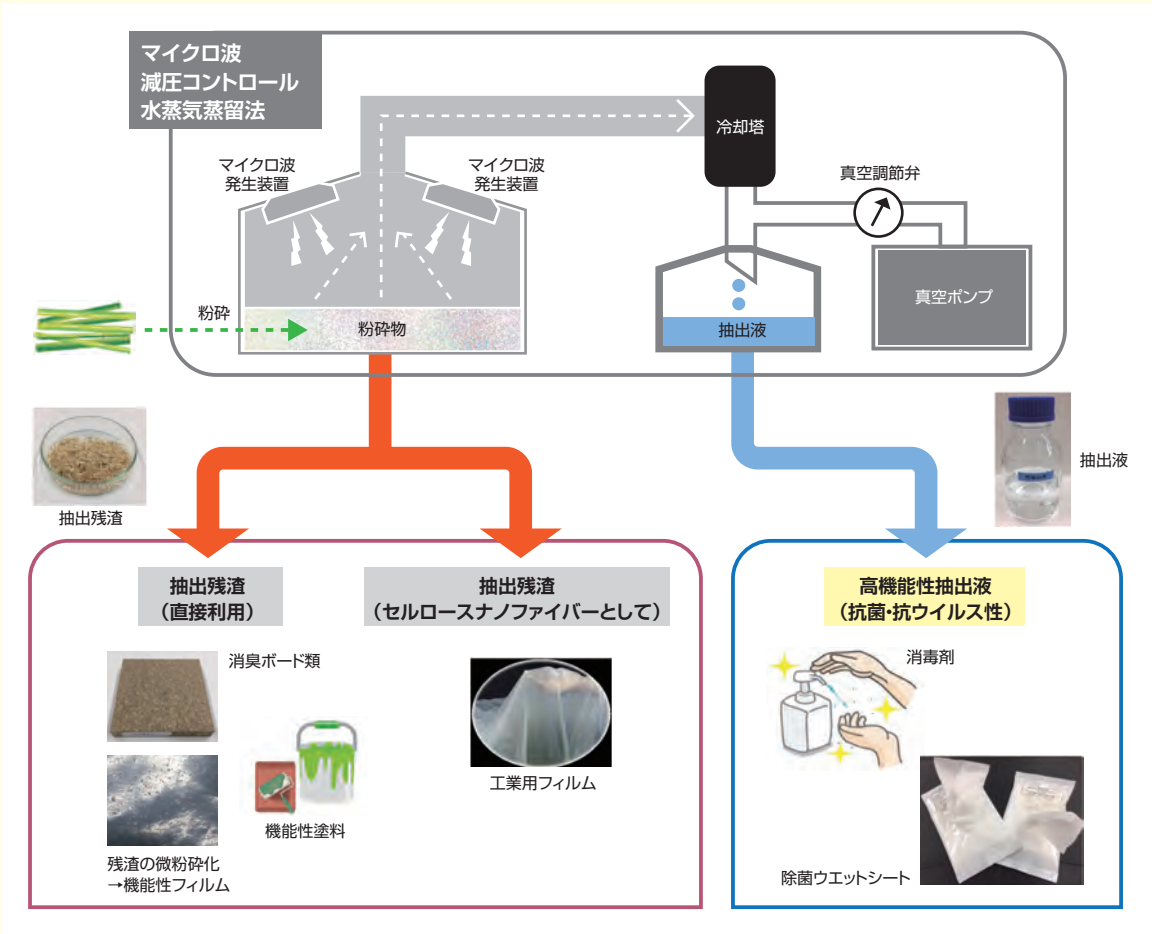 マイクロ波
減圧コントロール
水蒸気蒸留法
マイクロ波
発生装置
マイクロ波
発生装置
冷却塔
真空調節弁
真空ポンプ
粉砕
粉砕物
抽出液
抽出残渣
抽出液
抽出残渣
（直接利用）
抽出残渣
（セルロースナノファイバーとして）
高機能性抽出液
（抗菌・抗ウイルス性）
消臭ボード類
機能性塗料
残渣の微粉砕化
→機能性フィルム
工業用フィルム
消毒剤
除菌ウエットシート